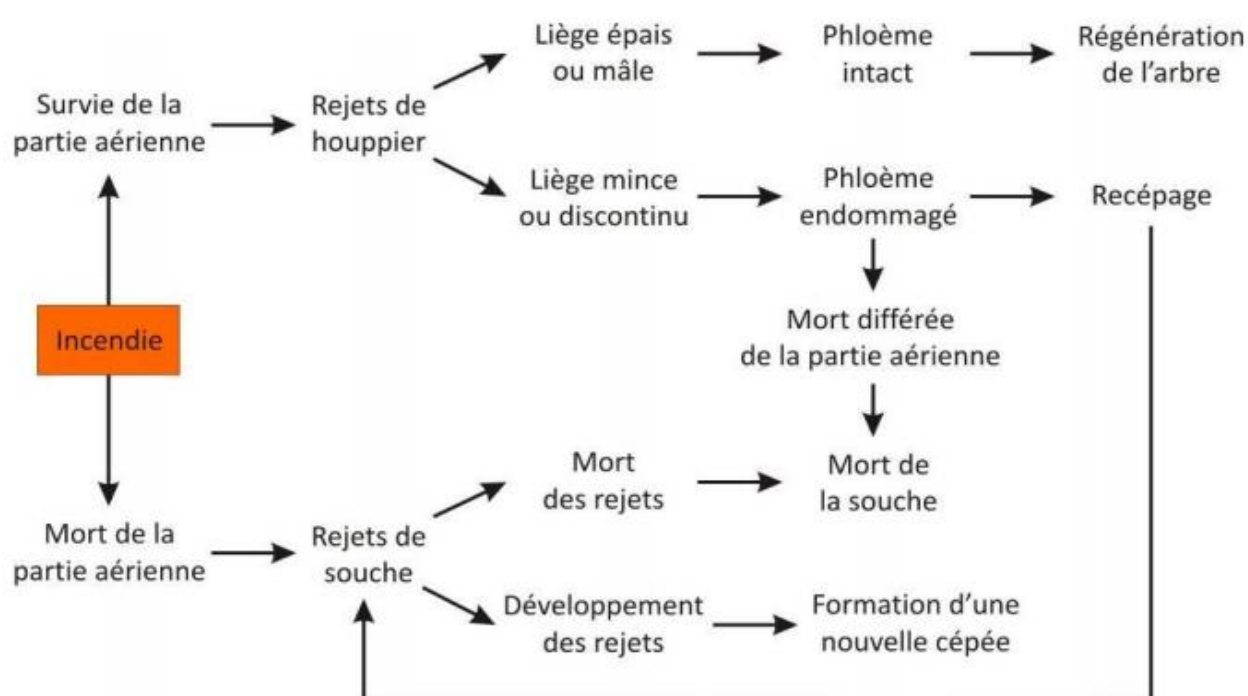 Liège épais
ou mâle
Phloème
intact
Régénération
de l'arbre
Survie de la
partie aérienne
Rejets de
houppier
Liège mince
ou discontinu
Phloème
endommagé
Recépage
Incendie
Mort différée
de la partie aérienne
Mort
des rejets
Mort de
la souche
Mort de la
partie aérienne
Rejets de
souche
Développement
des rejets
Formation d'une
nouvelle cépée